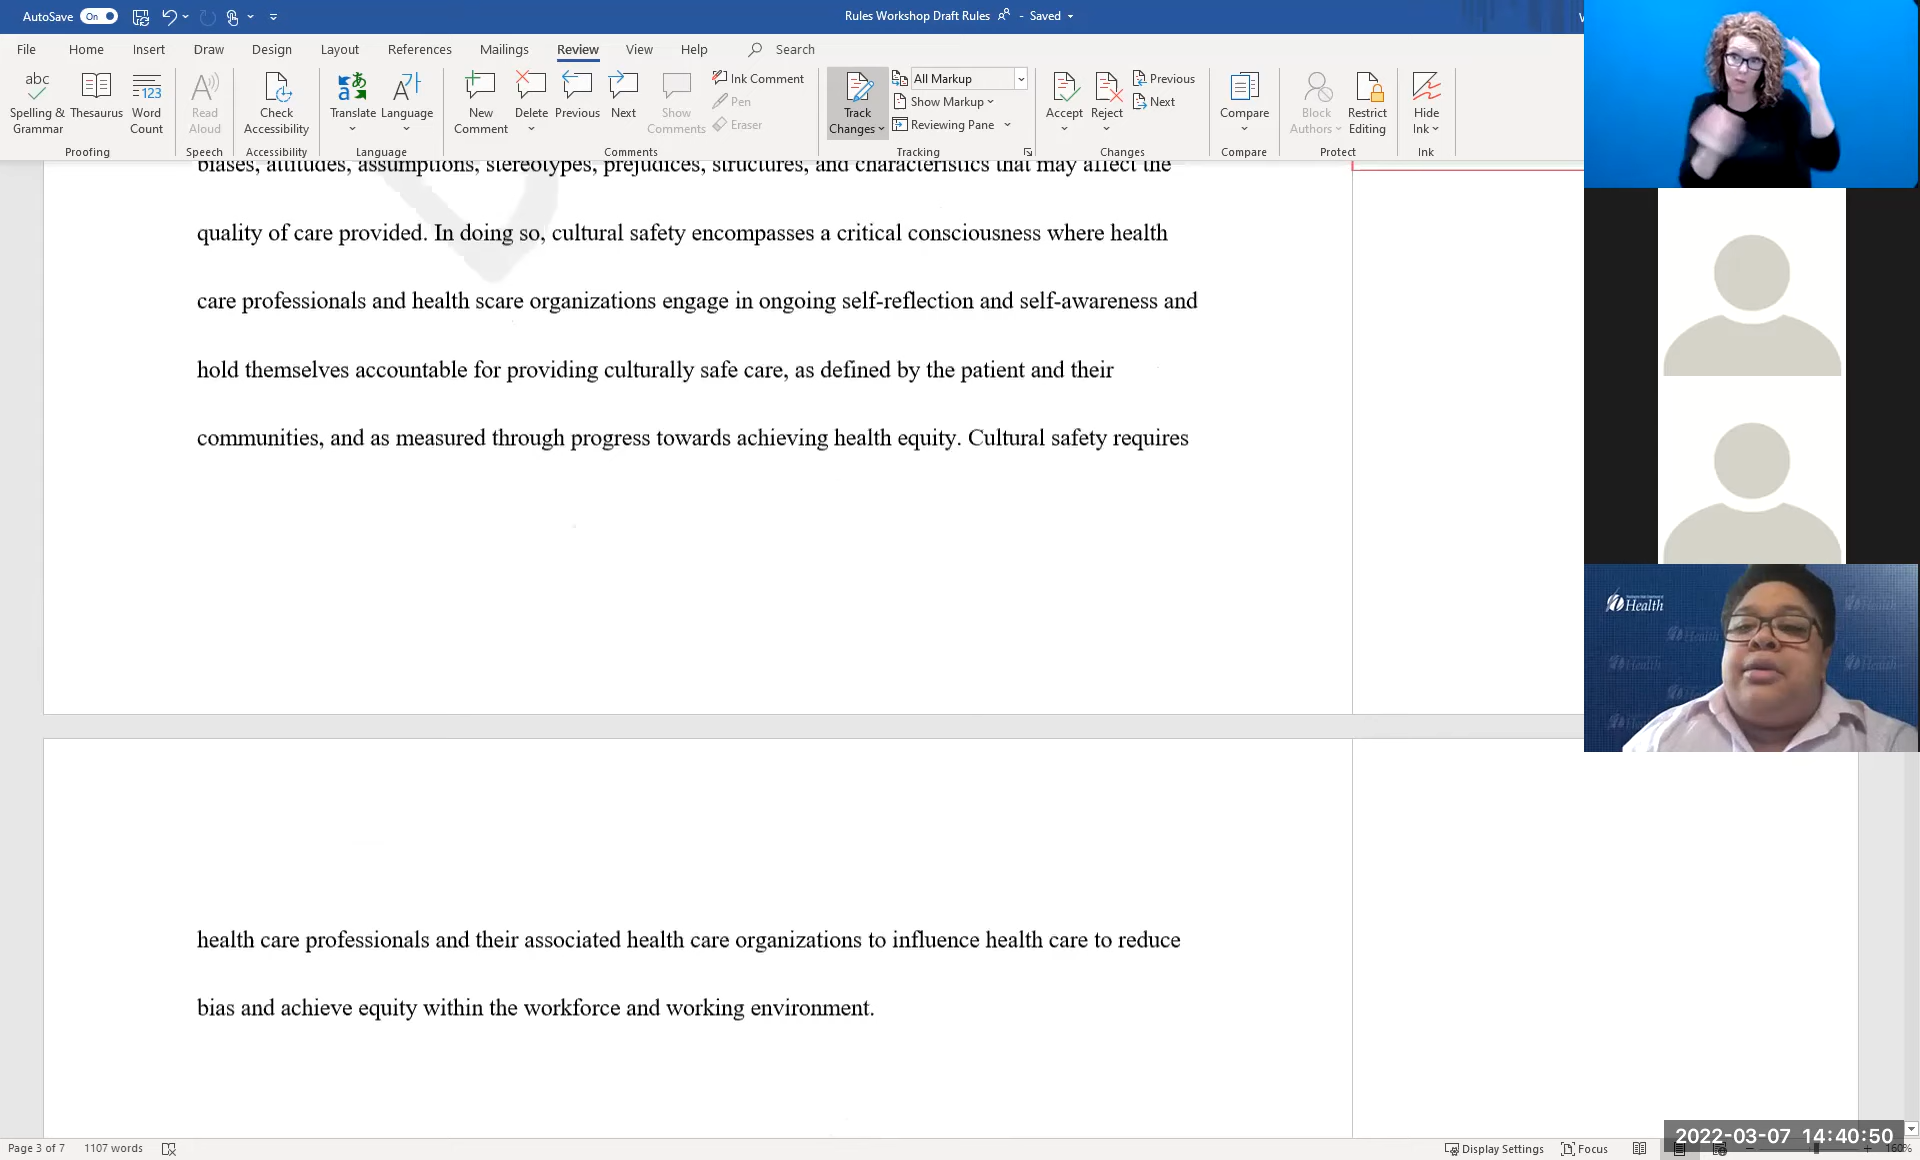 AutoSave On Rules Workshop Draft Rules - Saved
File Home Insert Draw Design Layout References Mailings Review View Help Search
Spelling & Grammar Thesaurus Word Count Read Aloud Check Accessibility Translate Language New Comment Delete Previous Next Show Comments Ink Comment Pen Eraser Track Changes All Markup Show Markup Reviewing Pane Accept Reject Previous Next Compare Block Authors Restrict Editing Hide Ink
Proofing Speech Accessibility Language Comments Tracking Changes Compare Protect Ink
biases, attitudes, assumptions, stereotypes, prejudices, structures, and characteristics that may affect the
quality of care provided. In doing so, cultural safety encompasses a critical consciousness where health
care professionals and health scare organizations engage in ongoing self-reflection and self-awareness and
hold themselves accountable for providing culturally safe care, as defined by the patient and their
communities, and as measured through progress towards achieving health equity. Cultural safety requires
Health
health care professionals and their associated health care organizations to influence health care to reduce
bias and achieve equity within the workforce and working environment.
Page 3 of 7 1107 words Display Settings Focus 160%
2022-03-07 14:40:50